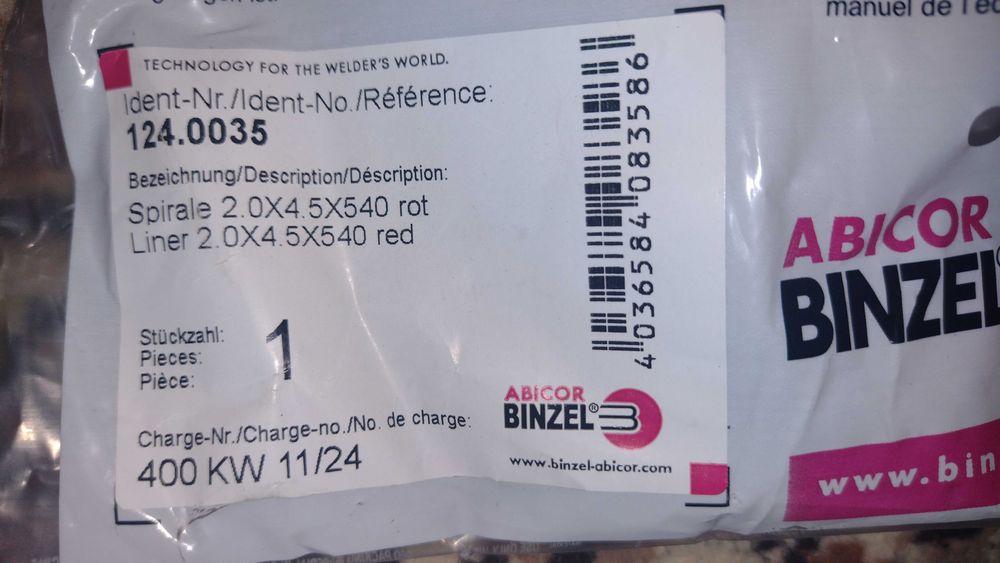 manuel de l'éc
TECHNOLOGY FOR THE WELDER'S WORLD.
Ident-Nr./Ident-No./Référence:
124.0035
Bezeichnung/Description/Déscription:
Spirale 2.0X4.5X540 rot
Liner 2.0X4.5X540 red
Stückzahl:
Pieces:
Pièce:
1
Charge-Nr./Charge-no./No. de charge:
400 KW 11/24
4036584083586
ABICOR
BINZEL®
www.binzel-abicor.com
ABICOR
BINZEL®
www.bin